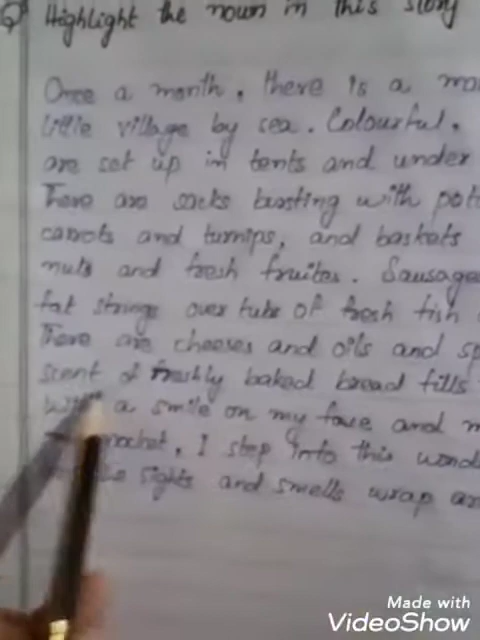 Q Highlight the noun in this story
Once a month, there is a
little village by sea. Colourful.
are set up in tents and under
There are sacks bursting with
carrots and turnips, and baskets
nuts and fresh fruites. Sausage
fat strings over tubs of fresh fish
There are cheeses and oils and
scent of freshly baked bread fills
with a smile on my face and
I step into this
sights and smells wrap
Made with
VideoShow